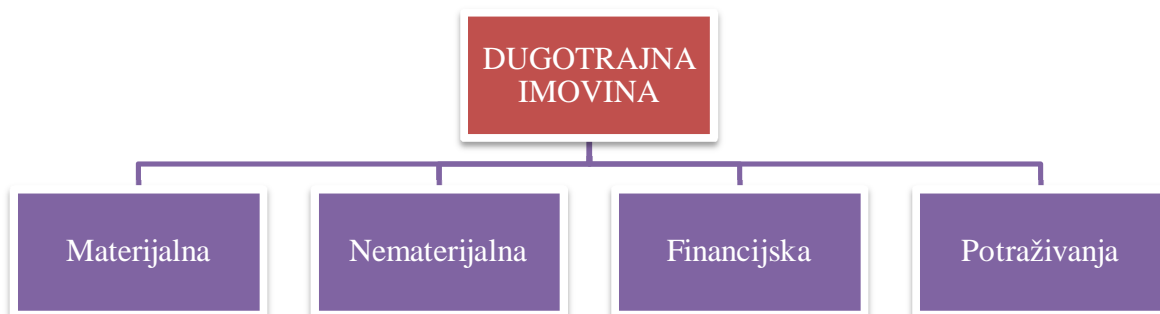 DUGOTRAJNA
IMOVINA
Materijalna
Nematerijalna
Financijska
Potraživanja